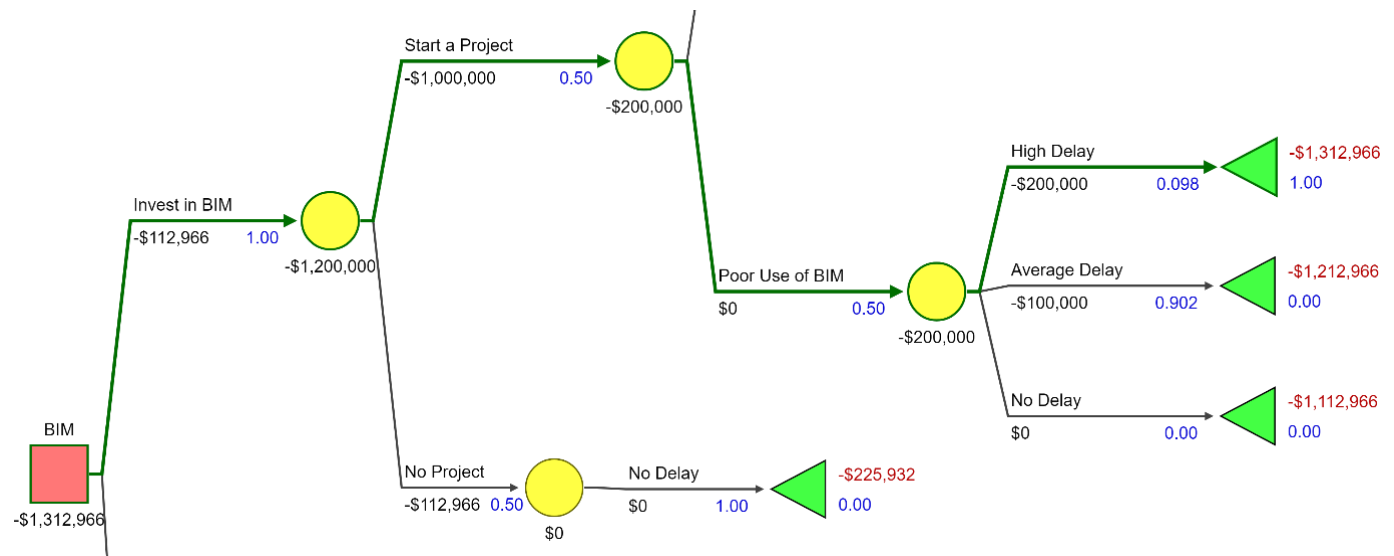 Start a Project
-$1,000,000 0.50
-$200,000
High Delay
-$200,000 0.098
-$1,312,966
1.00
Invest in BIM
-$112,966 1.00
-$1,200,000
Poor Use of BIM
$0 0.50
-$200,000
Average Delay
-$100,000 0.902
-$1,212,966
0.00
No Delay
$0 0.00
-$1,112,966
0.00
BIM
-$1,312,966
No Project
-$112,966 0.50
$0
No Delay
$0 1.00
-$225,932
0.00